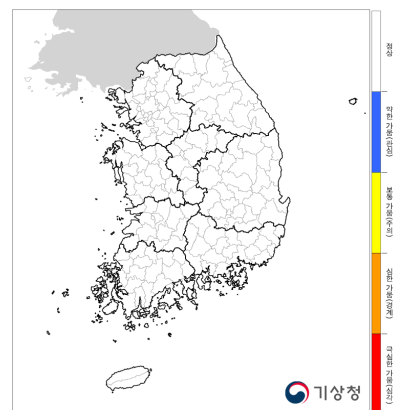 정상
약한 가뭄(관심)
보통 가뭄(주의)
심한 가뭄(경계)
극심한 가뭄(심각)
기상청